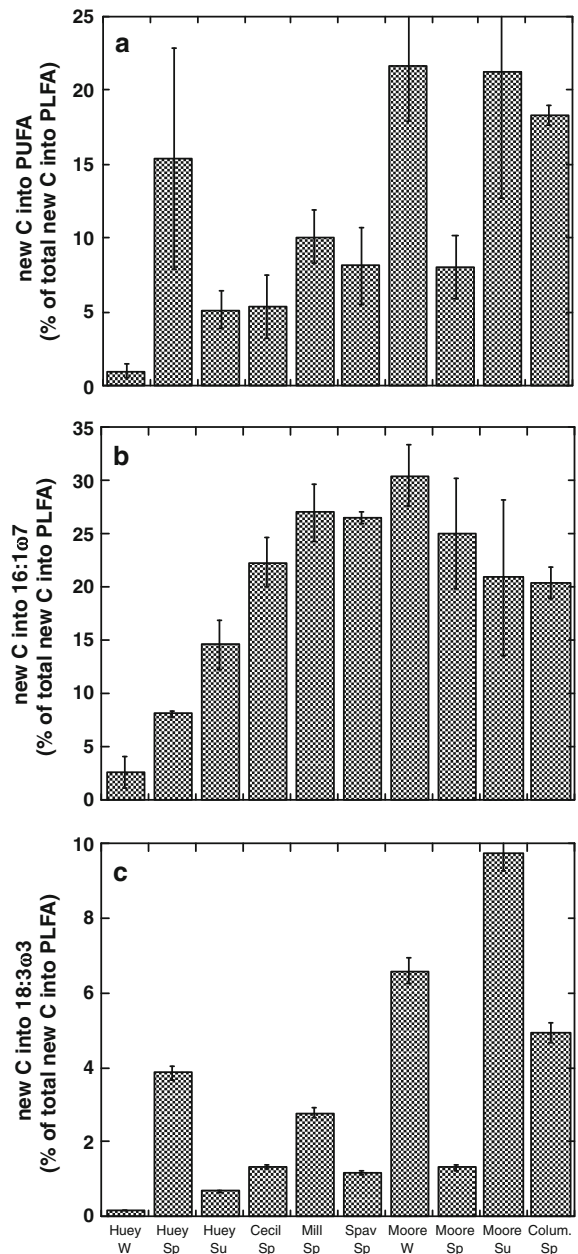 a
new C into PUFA
(% of total new C into PLFA)
25
20
15
10
5
0
b
new C into 16:1ω7
(% of total new C into PLFA)
35
30
25
20
15
10
5
0
c
new C into 18:3ω3
(% of total new C into PLFA)
10
8
6
4
2
0
Huey Huey Huey Cecil Mill Spav Moore Moore Moore Colum.
W Sp Su Sp Sp Sp W Sp Su Sp